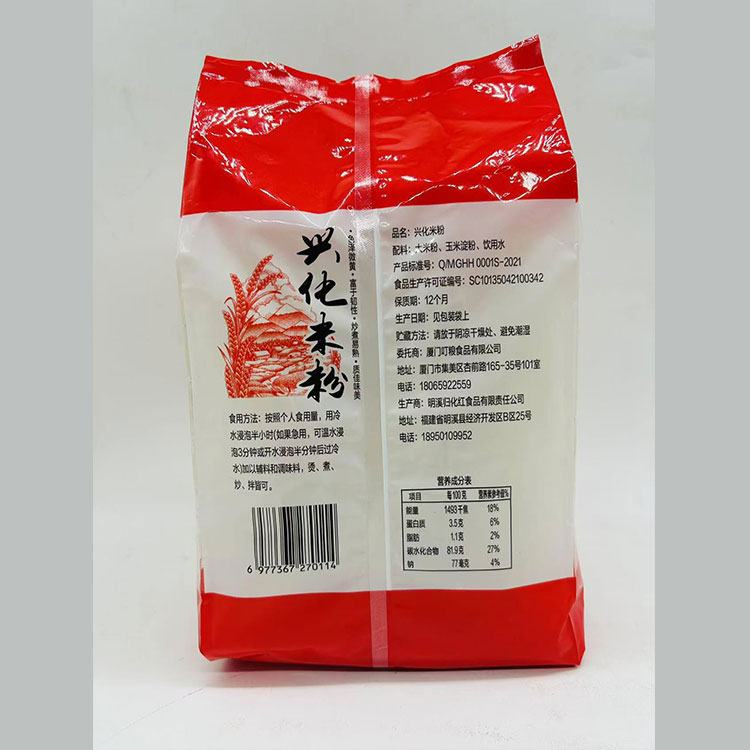 兴化米粉
·色泽微黄·富于韧性·炒煮易熟·质佳味美
食用方法：按照个人食用量，用冷
水浸泡半小时(如果急用，可温水浸
泡3分钟或开水浸泡半分钟后过冷
水)加以辅料和调味料，烫、煮、
炒、拌皆可。
6 977367 270114
品名：兴化米粉
配料：大米粉、玉米淀粉、饮用水
产品标准号：Q/MGHH 0001S-2021
食品生产许可证编号：SC10135042100342
保质期：12个月
生产日期：见包装袋上
贮藏方法：请放于阴凉干燥处、避免潮湿
委托商：厦门叮粮食品有限公司
地址：厦门市集美区杏前路165-35号101室
电话：18065922559
生产商：明溪归化红食品有限责任公司
地址：福建省明溪县经济开发区B区25号
电话：18950109952
营养成分表
项目 每100克 营养素参考值%
能量 1493千焦 18%
蛋白质 3.5克 6%
脂肪 1.1克 2%
碳水化合物 81.9克 27%
钠 77毫克 4%